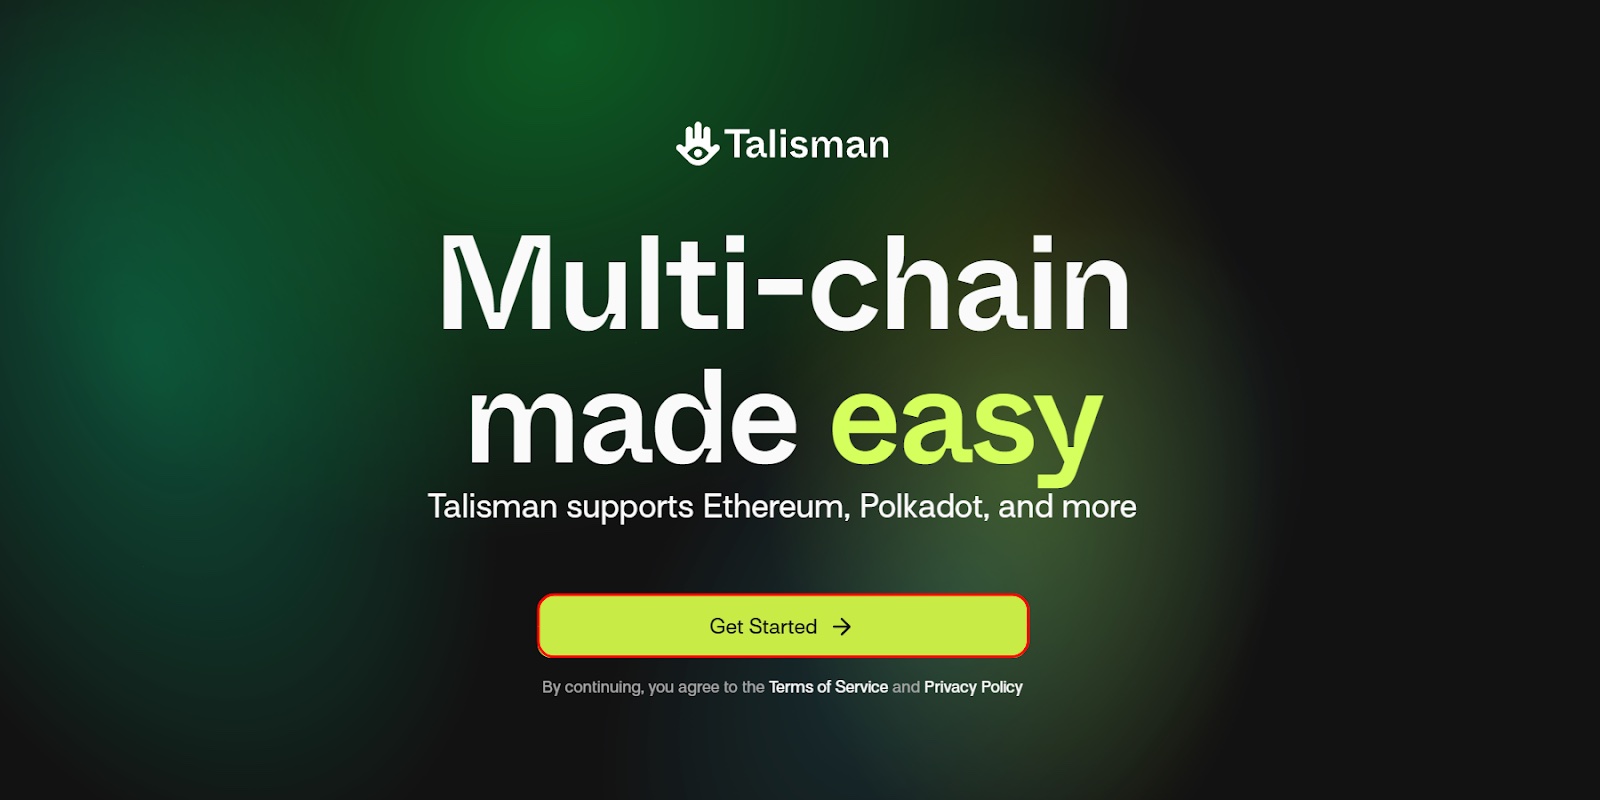 Talisman
Multi-chain
made easy
Talisman supports Ethereum, Polkadot, and more
Get Started →
By continuing, you agree to the Terms of Service and Privacy Policy